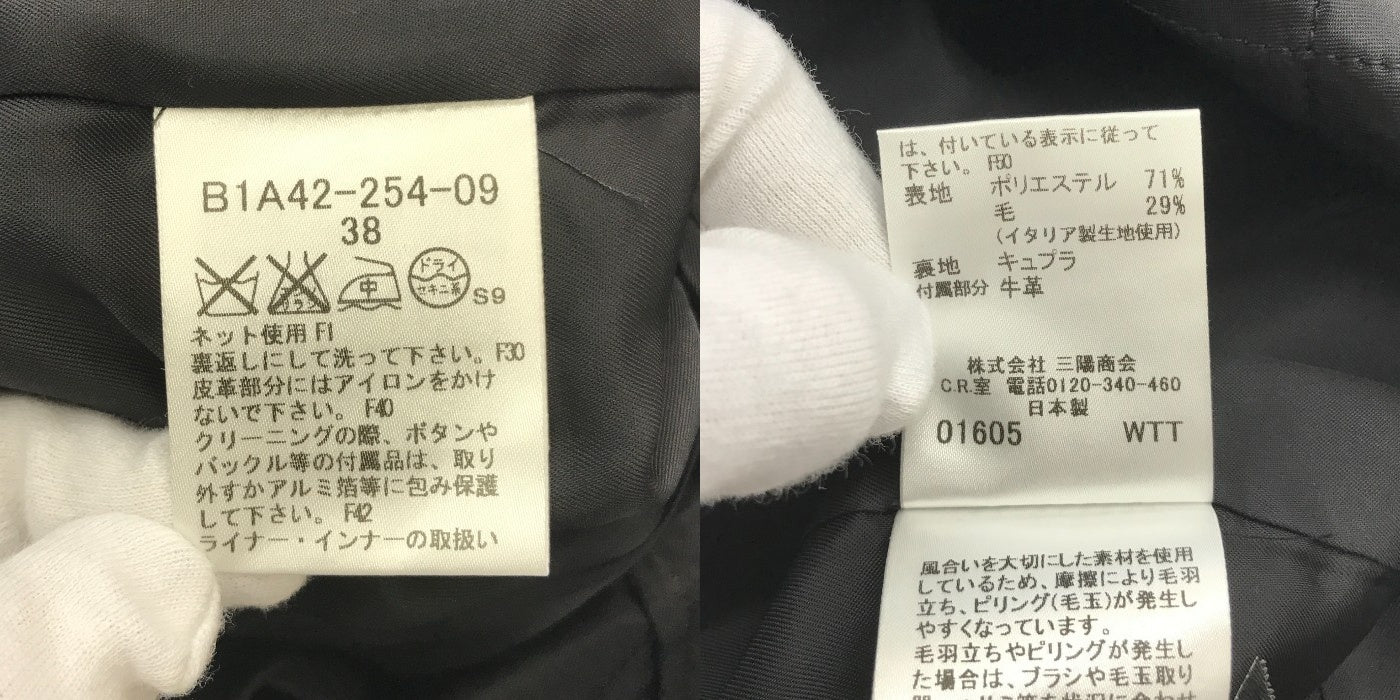 B1A42-254-09
38
中
ドライ
セキユ系
S9
ネット使用 F1
裏返しにして洗って下さい。F30
皮革部分にはアイロンをかけ
ないで下さい。 F40
クリーニングの際、ボタンや
バックル等の付属品は、取り
外すかアルミ箔等に包み保護
して下さい。 F42
ライナー・インナーの取扱い
は、付いている表示に従って
下さい。 F50
表地 ポリエステル 71%
毛 29%
(イタリア製生地使用)
裏地 キュプラ
付属部分 牛革
株式会社 三陽商会
C.R.室 電話0120-340-460
日本製
01605 WTT
風合いを大切にした素材を使用
しているため、摩擦により毛羽
立ち、ピリング(毛玉)が発生し
やすくなっています。
毛羽立ちやピリングが発生し
た場合は、ブラシや毛玉取り